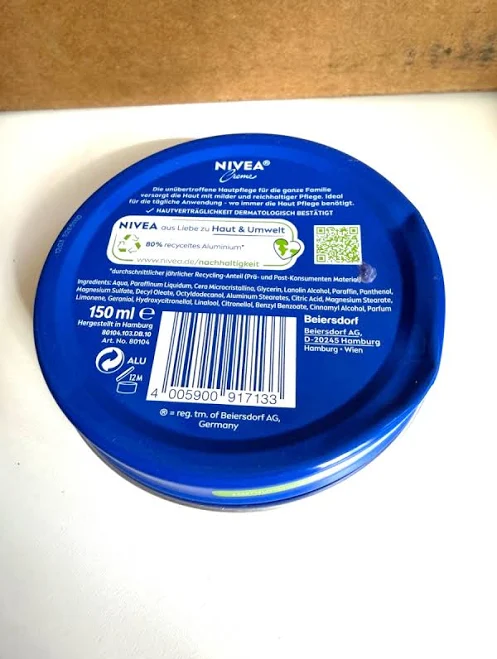 NIVEA®
Creme
Die unübertroffene Hautpflege für die ganze Familie
versorgt die Haut mit milder und reichhaltiger Pflege. Ideal
für die tägliche Anwendung - wo immer die Haut Pflege benötigt.
✓ HAUTVERTRÄGLICHKEIT DERMATOLOGISCH BESTÄTIGT
NIVEA aus Liebe zu Haut & Umwelt
80% recyceltes Aluminium*
www.nivea.de/nachhaltigkeit
*durchschnittlicher jährlicher Recycling-Anteil (Prä- und Post-Konsumenten Material)
Ingredients: Aqua, Paraffinum Liquidum, Cera Microcristallina, Glycerin, Lanolin Alcohol, Paraffin, Panthenol,
Magnesium Sulfate, Decyl Oleate, Octyldodecanol, Aluminum Stearates, Citric Acid, Magnesium Stearate,
Limonene, Geraniol, Hydroxycitronellal, Linalool, Citronellol, Benzyl Benzoate, Cinnamyl Alcohol, Parfum
150 ml ℮
Hergestellt in Hamburg
80104.103.DB.10
Art. No. 80104
ALU
12M
4 005900 917133
Beiersdorf
Beiersdorf AG,
D-20245 Hamburg
Hamburg • Wien
® = reg. tm. of Beiersdorf AG,
Germany